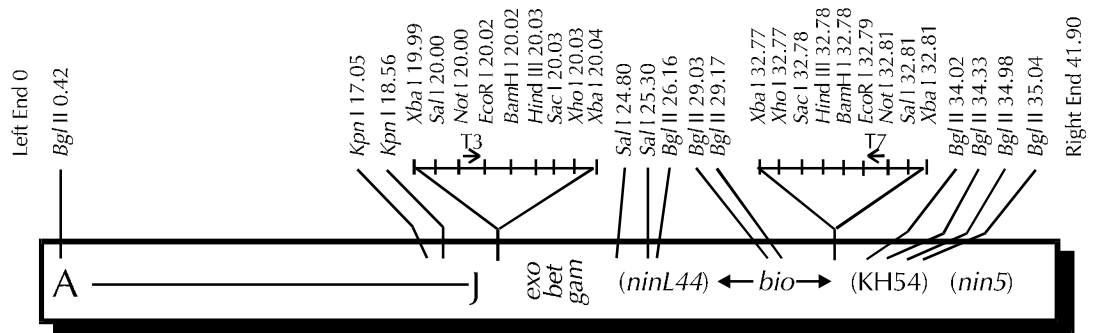 Left End 0
Bgl II 0.42
Kpn I 17.05
Kpn I 18.56
Xba I 19.99
Sal I 20.00
Not I 20.00
EcoR I 20.02
BamH I 20.02
Hind III 20.03
Sac I 20.03
Xho I 20.03
Xba I 20.04
Sal I 24.80
Sal I 25.30
Bgl II 26.16
Bgl II 29.03
Bgl II 29.17
Xba I 32.77
Xho I 32.77
Sac I 32.78
Hind III 32.78
BamH I 32.78
EcoR I 32.79
Not I 32.81
Sal I 32.81
Xba I 32.81
Bgl II 34.02
Bgl II 34.33
Bgl II 34.98
Bgl II 35.04
Right End 41.90
T3
T7
A
J
exo
bet
gam
(ninL44)
bio
(KH54)
(nin5)